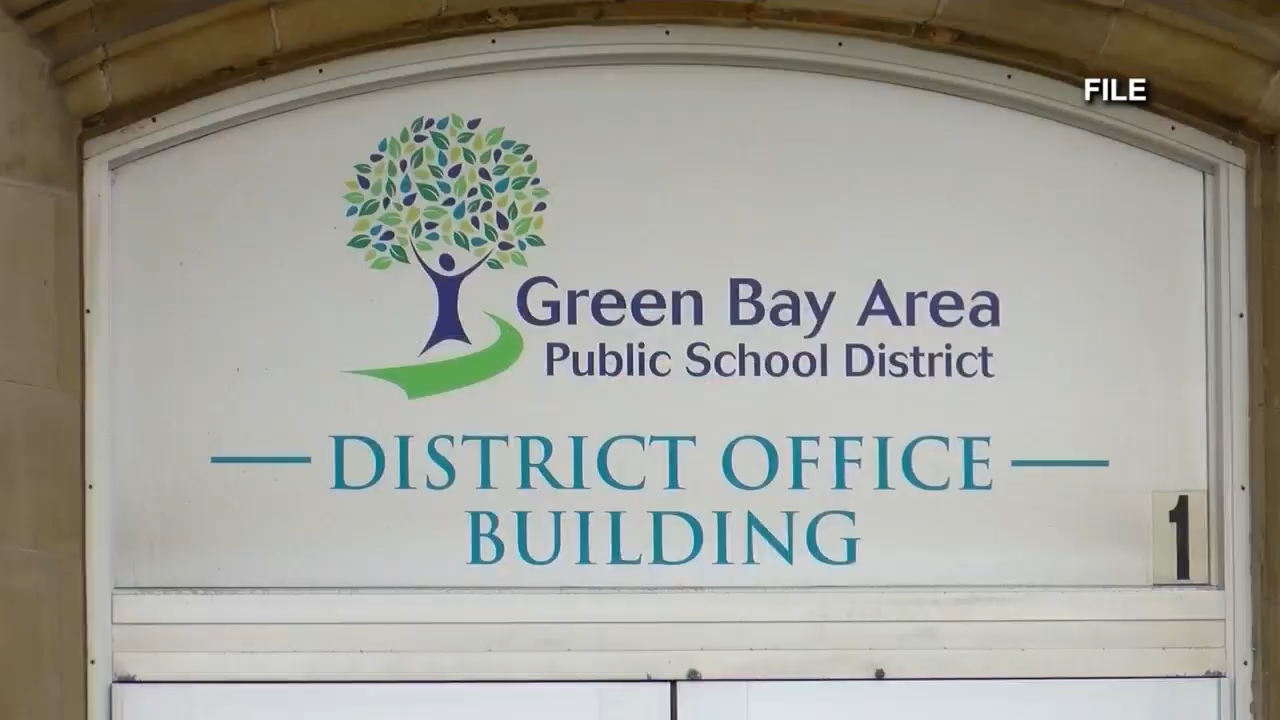 FILE
Green Bay Area
Public School District
DISTRICT OFFICE
BUILDING
1